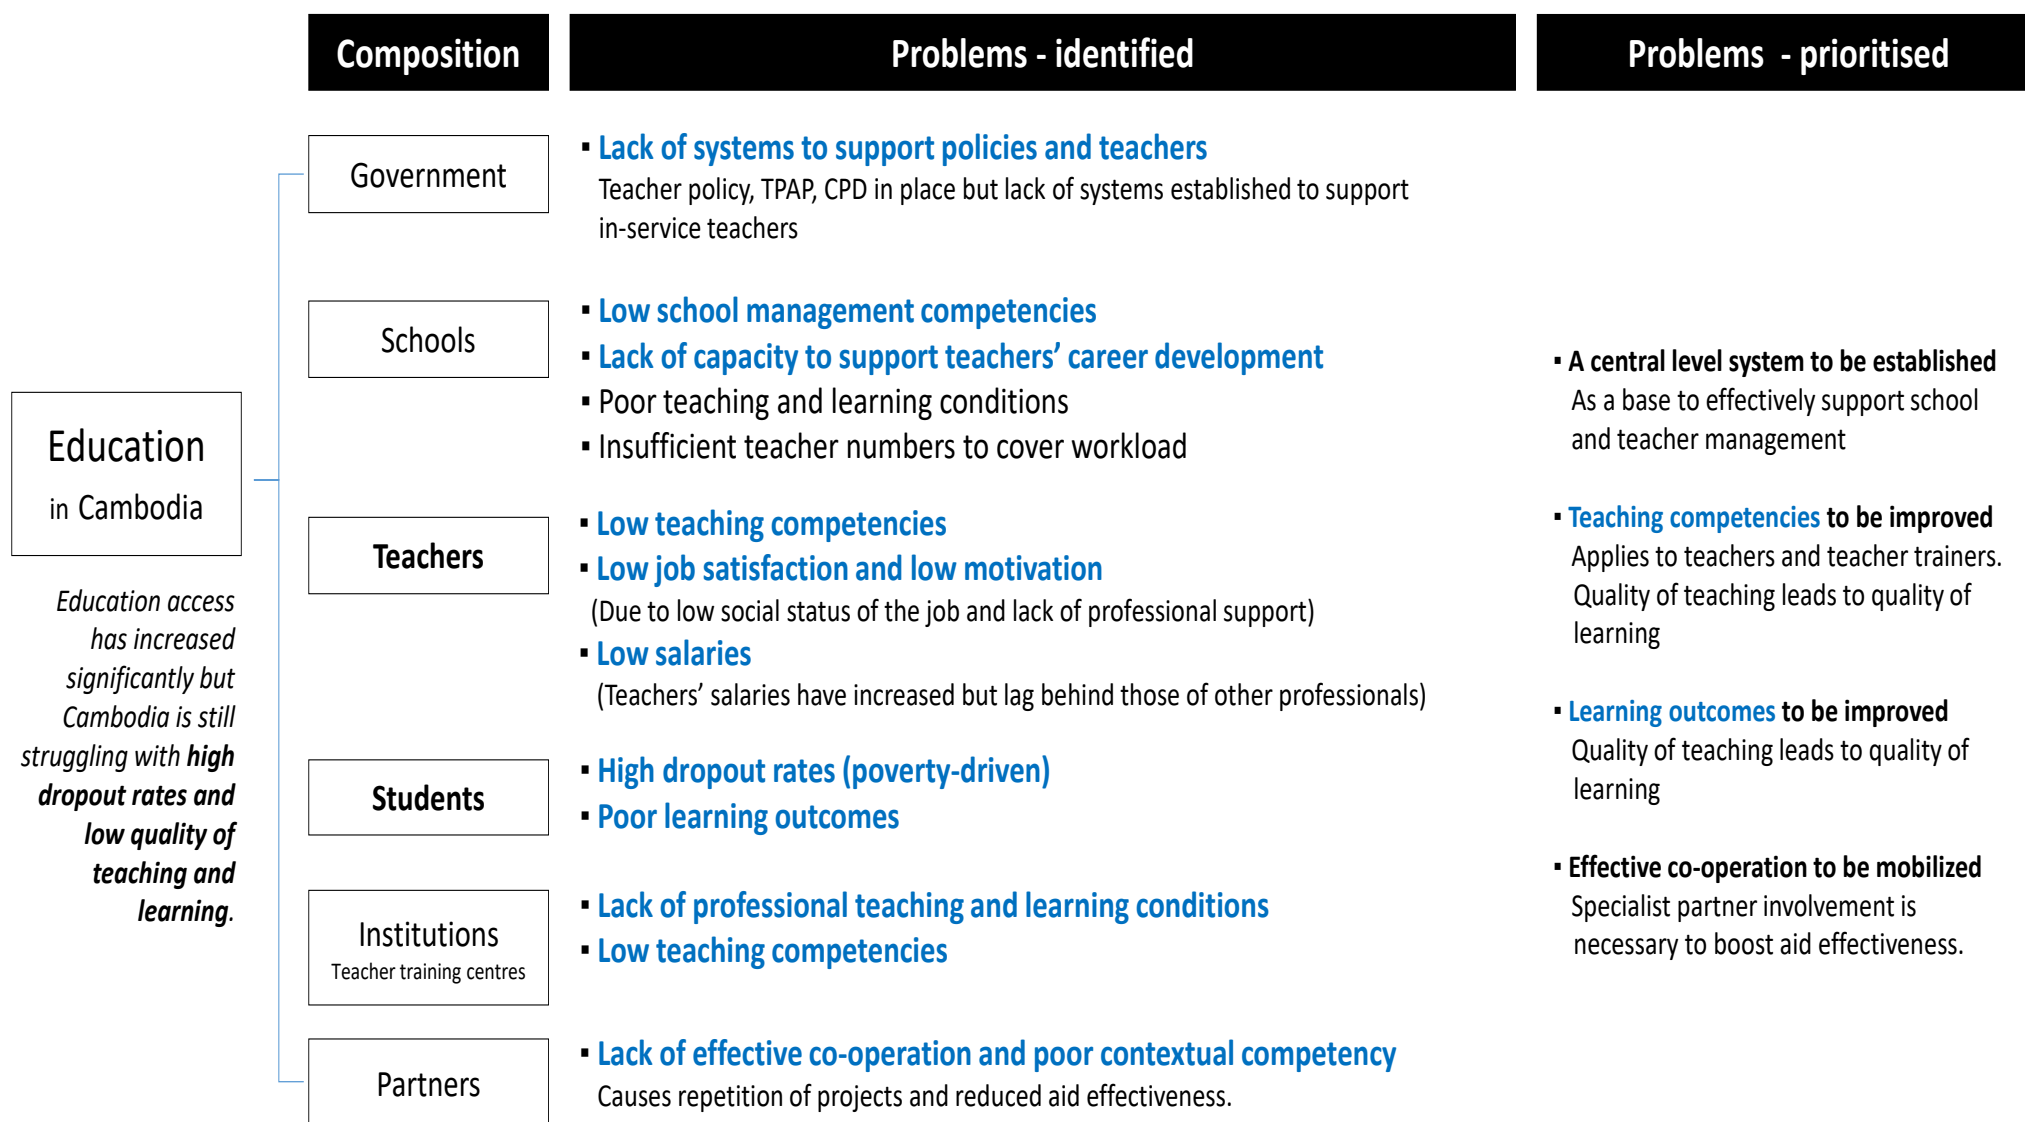 Composition
Problems - identified
Problems - prioritised
Education
in Cambodia
Education access
has increased
significantly but
Cambodia is still
struggling with high
dropout rates and
low quality of
teaching and
learning.
Government
▪ Lack of systems to support policies and teachers
Teacher policy, TPAP, CPD in place but lack of systems established to support
in-service teachers
Schools
▪ Low school management competencies
▪ Lack of capacity to support teachers’ career development
▪ Poor teaching and learning conditions
▪ Insufficient teacher numbers to cover workload
Teachers
▪ Low teaching competencies
▪ Low job satisfaction and low motivation
(Due to low social status of the job and lack of professional support)
▪ Low salaries
(Teachers’ salaries have increased but lag behind those of other professionals)
Students
▪ High dropout rates (poverty-driven)
▪ Poor learning outcomes
Institutions
Teacher training centres
▪ Lack of professional teaching and learning conditions
▪ Low teaching competencies
Partners
▪ Lack of effective co-operation and poor contextual competency
Causes repetition of projects and reduced aid effectiveness.
▪ A central level system to be established
As a base to effectively support school
and teacher management
▪ Teaching competencies to be improved
Applies to teachers and teacher trainers.
Quality of teaching leads to quality of
learning
▪ Learning outcomes to be improved
Quality of teaching leads to quality of
learning
▪ Effective co-operation to be mobilized
Specialist partner involvement is
necessary to boost aid effectiveness.